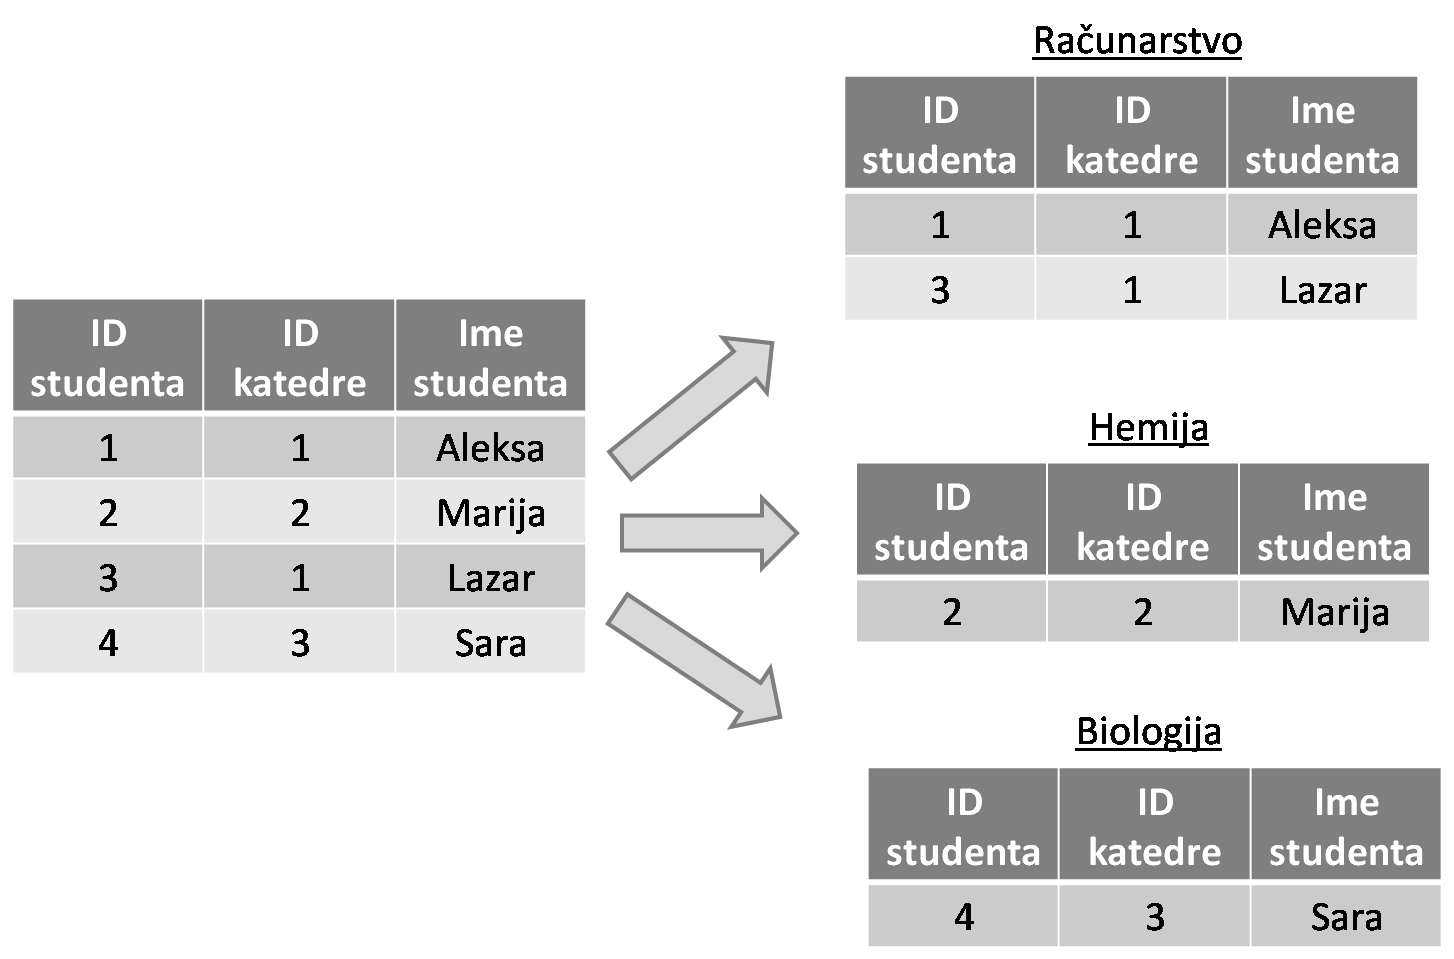 ID studenta ID katedre Ime studenta
1 1 Aleksa
2 2 Marija
3 1 Lazar
4 3 Sara
Računarstvo
ID studenta ID katedre Ime studenta
1 1 Aleksa
3 1 Lazar
Hemija
ID studenta ID katedre Ime studenta
2 2 Marija
Biologija
ID studenta ID katedre Ime studenta
4 3 Sara